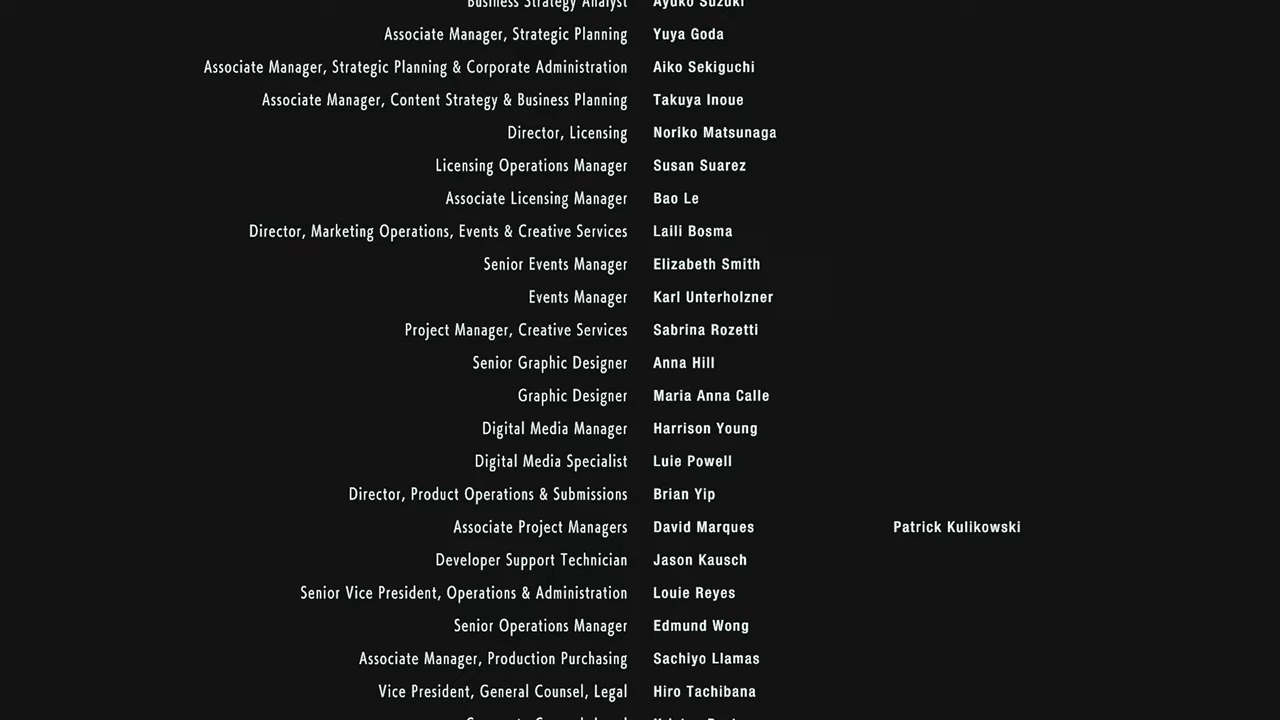 Business Strategy Analyst Ayuko Suzuki
Associate Manager, Strategic Planning Yuya Goda
Associate Manager, Strategic Planning & Corporate Administration Aiko Sekiguchi
Associate Manager, Content Strategy & Business Planning Takuya Inoue
Director, Licensing Noriko Matsunaga
Licensing Operations Manager Susan Suarez
Associate Licensing Manager Bao Le
Director, Marketing Operations, Events & Creative Services Laili Bosma
Senior Events Manager Elizabeth Smith
Events Manager Karl Unterholzner
Project Manager, Creative Services Sabrina Rozetti
Senior Graphic Designer Anna Hill
Graphic Designer Maria Anna Calle
Digital Media Manager Harrison Young
Digital Media Specialist Luie Powell
Director, Product Operations & Submissions Brian Yip
Associate Project Managers David Marques Patrick Kulikowski
Developer Support Technician Jason Kausch
Senior Vice President, Operations & Administration Louie Reyes
Senior Operations Manager Edmund Wong
Associate Manager, Production Purchasing Sachiyo Llamas
Vice President, General Counsel, Legal Hiro Tachibana